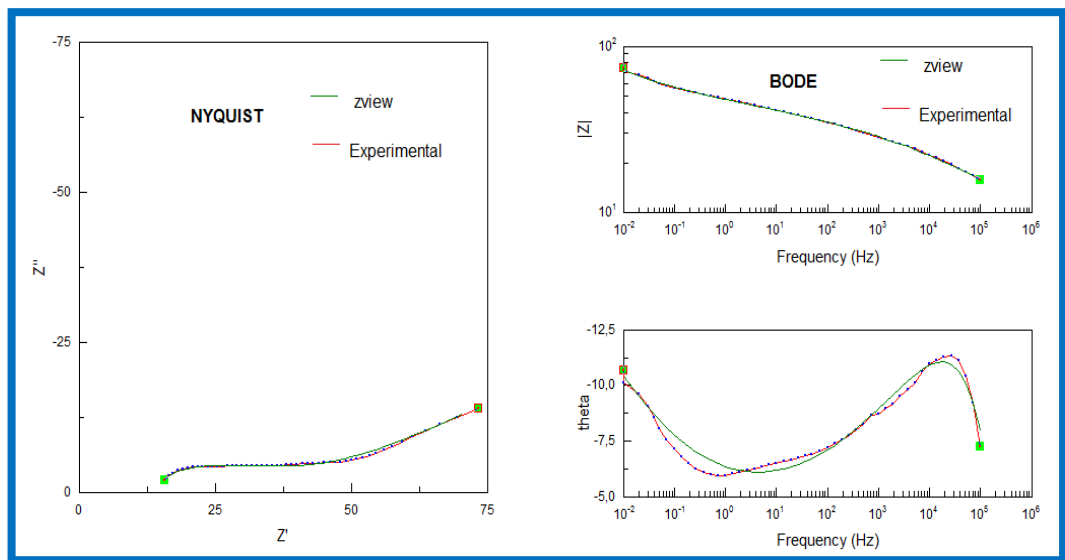 -75
-50
-25
0
Z''
NYQUIST
zview
Experimental
0 25 50 75
Z'
10²
10¹
|Z|
BODE
zview
Experimental
10⁻² 10⁻¹ 10⁰ 10¹ 10² 10³ 10⁴ 10⁵ 10⁶
Frequency (Hz)
-12,5
-10,0
-7,5
-5,0
theta
10⁻² 10⁻¹ 10⁰ 10¹ 10² 10³ 10⁴ 10⁵ 10⁶
Frequency (Hz)